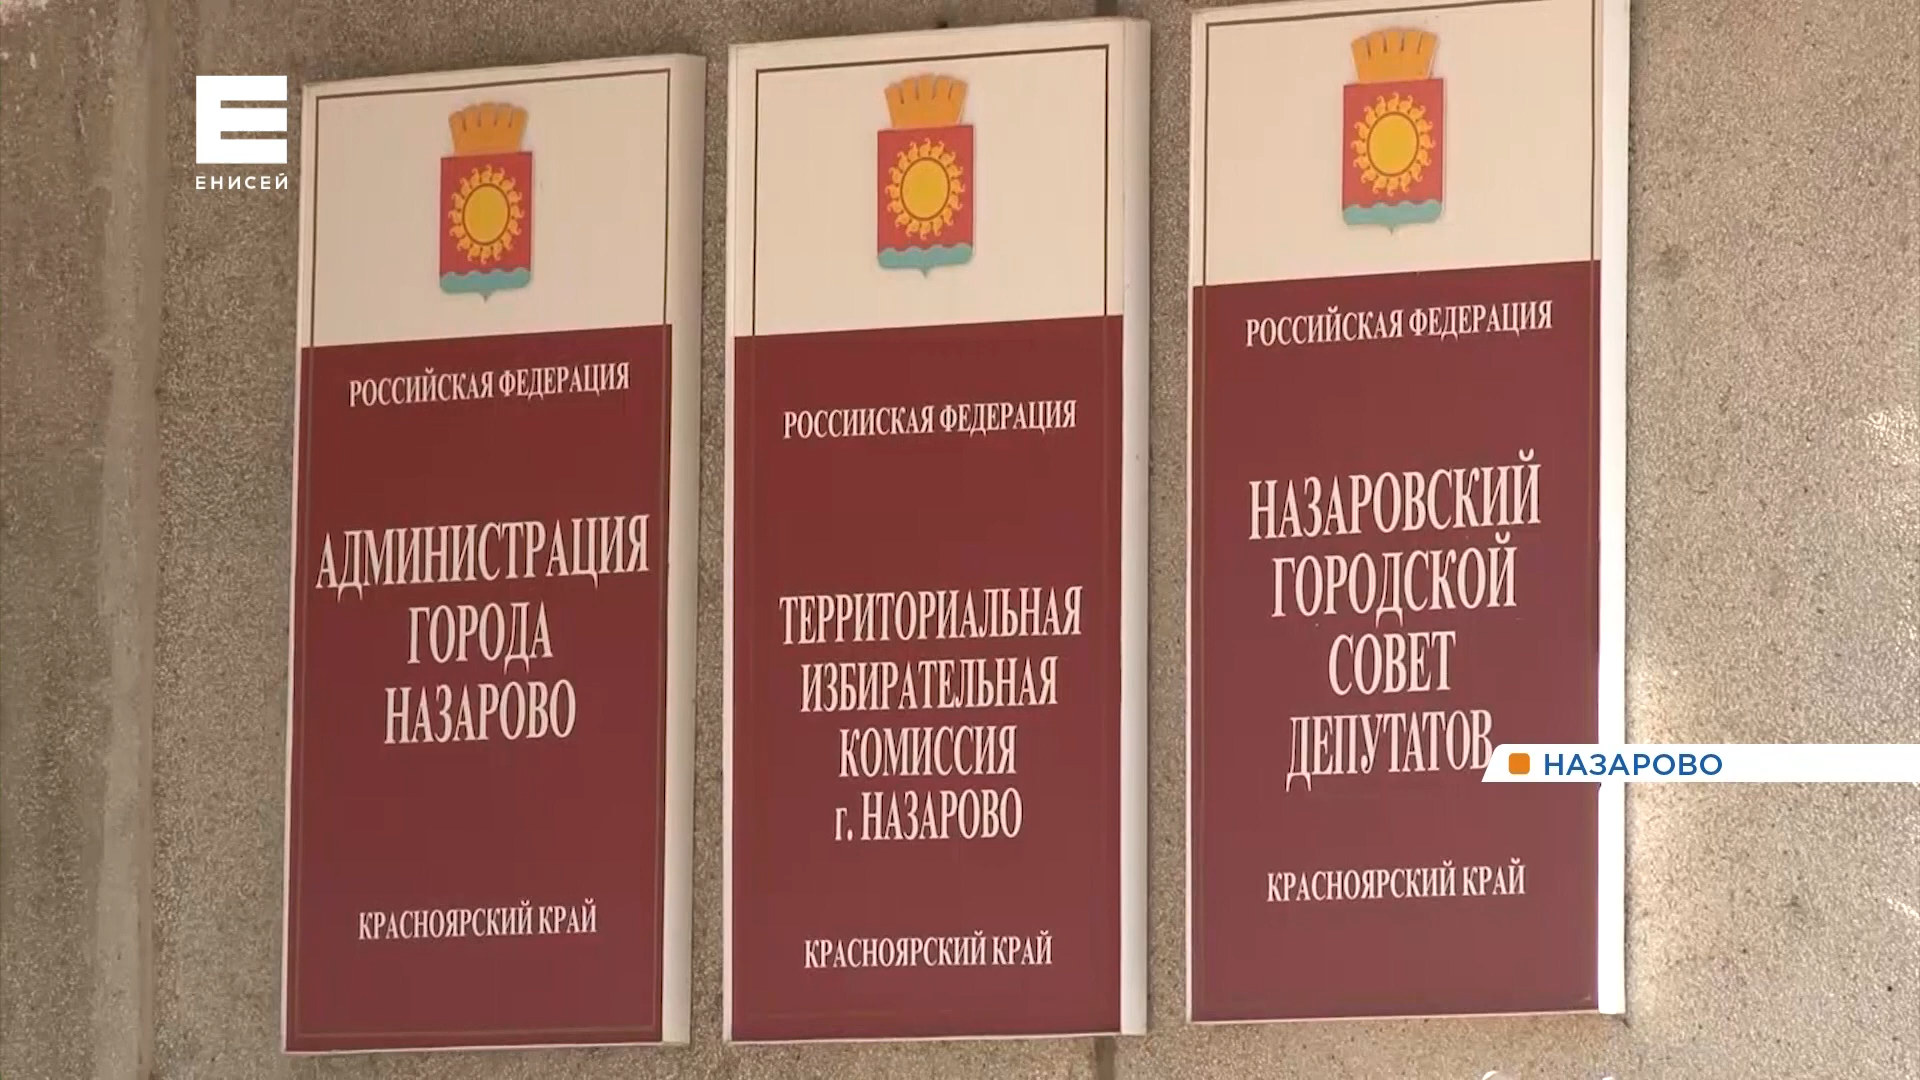 Е
ЕНИСЕЙ
РОССИЙСКАЯ ФЕДЕРАЦИЯ
АДМИНИСТРАЦИЯ
ГОРОДА
НАЗАРОВО
КРАСНОЯРСКИЙ КРАЙ
РОССИИСКАЯ ФЕДЕРАЦИЯ
ТЕРРИТОРИАЛЬНАЯ
ИЗБИРАТЕЛЬНАЯ
КОМИССИЯ
г. НАЗАРОВО
КРАСНОЯРСКИЙ КРАЙ
РОССИЙСКАЯ ФЕДЕРАЦИЯ
НАЗАРОВСКИЙ
ГОРОДСКОЙ
СОВЕТ
ДЕПУТАТОВ
КРАСНОЯРСКИЙ КРАЙ
НАЗАРОВО